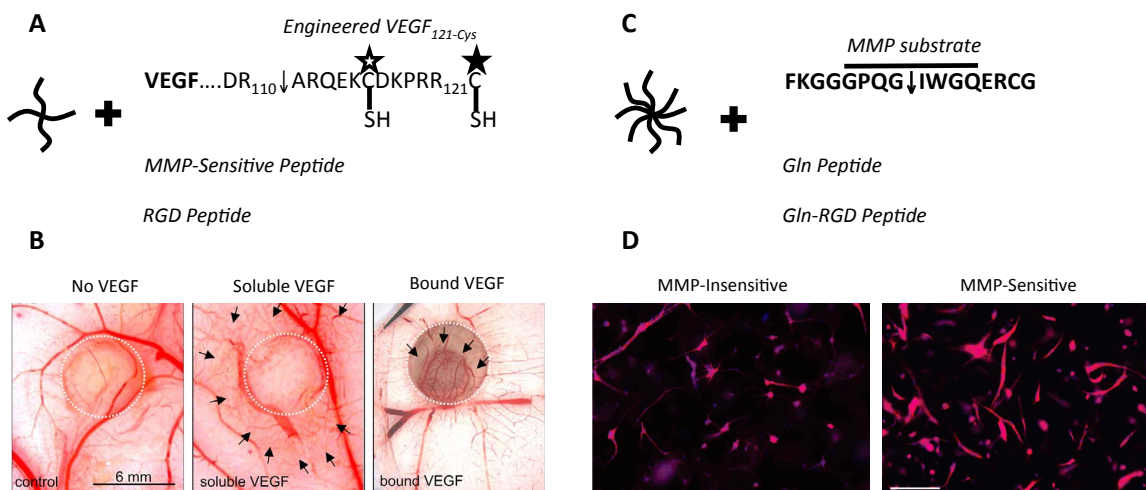 A
Engineered VEGF121-Cys
VEGF....DR110↓ARQEKCDKPRR121C
SH SH
MMP-Sensitive Peptide
RGD Peptide
B
No VEGF Soluble VEGF Bound VEGF
control 6 mm soluble VEGF bound VEGF
C
MMP substrate
FKGGGPQG↓IWGQERCG
Gln Peptide
Gln-RGD Peptide
D
MMP-Insensitive MMP-Sensitive